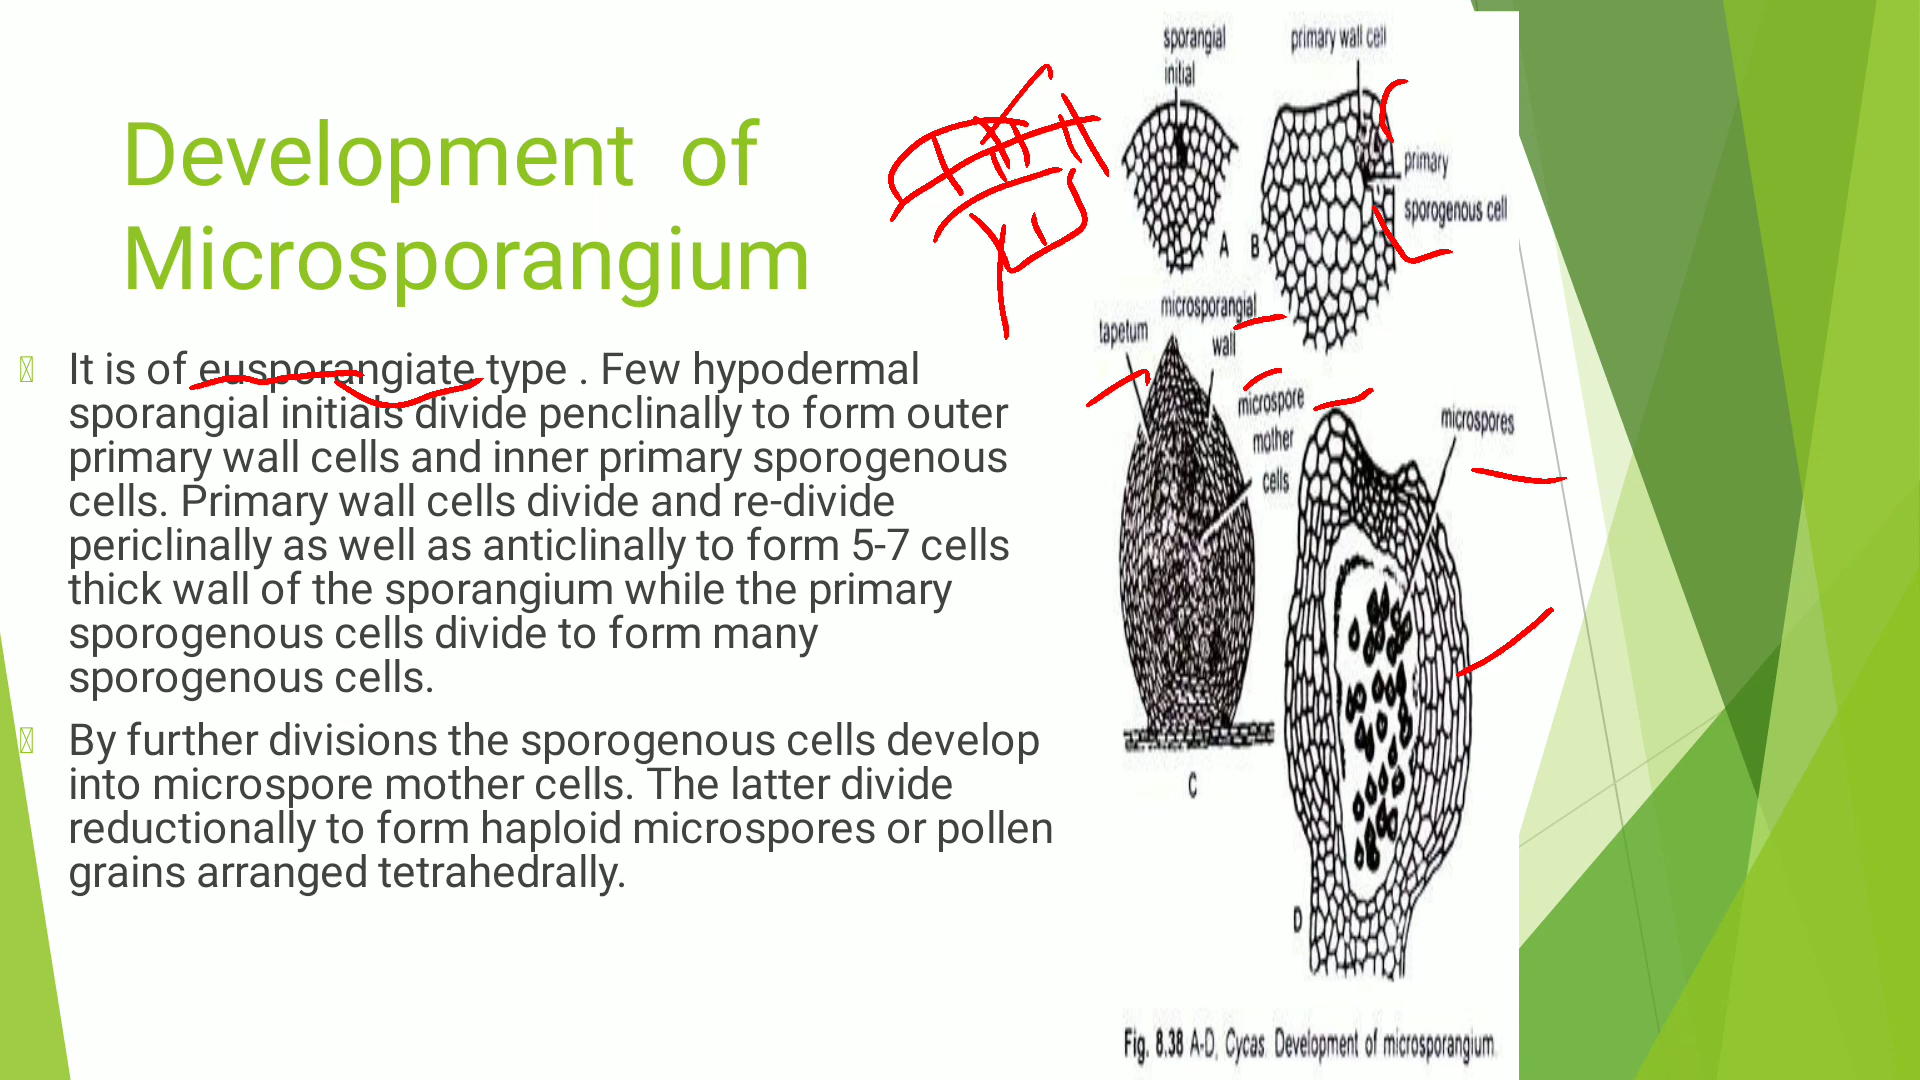 Development of
Microsporangium
It is of eusporangiate type . Few hypodermal
sporangial initials divide penclinally to form outer
primary wall cells and inner primary sporogenous
cells. Primary wall cells divide and re-divide
periclinally as well as anticlinally to form 5-7 cells
thick wall of the sporangium while the primary
sporogenous cells divide to form many
sporogenous cells.
By further divisions the sporogenous cells develop
into microspore mother cells. The latter divide
reductionally to form haploid microspores or pollen
grains arranged tetrahedrally.
sporangial
initial
primary wall cell
primary
sporogenous cell
A
B
tapetum
microsporangial
wall
microspore
mother
cells
microspores
C
D
Fig. 8.38 A-D, Cycas Development of microsporangium.